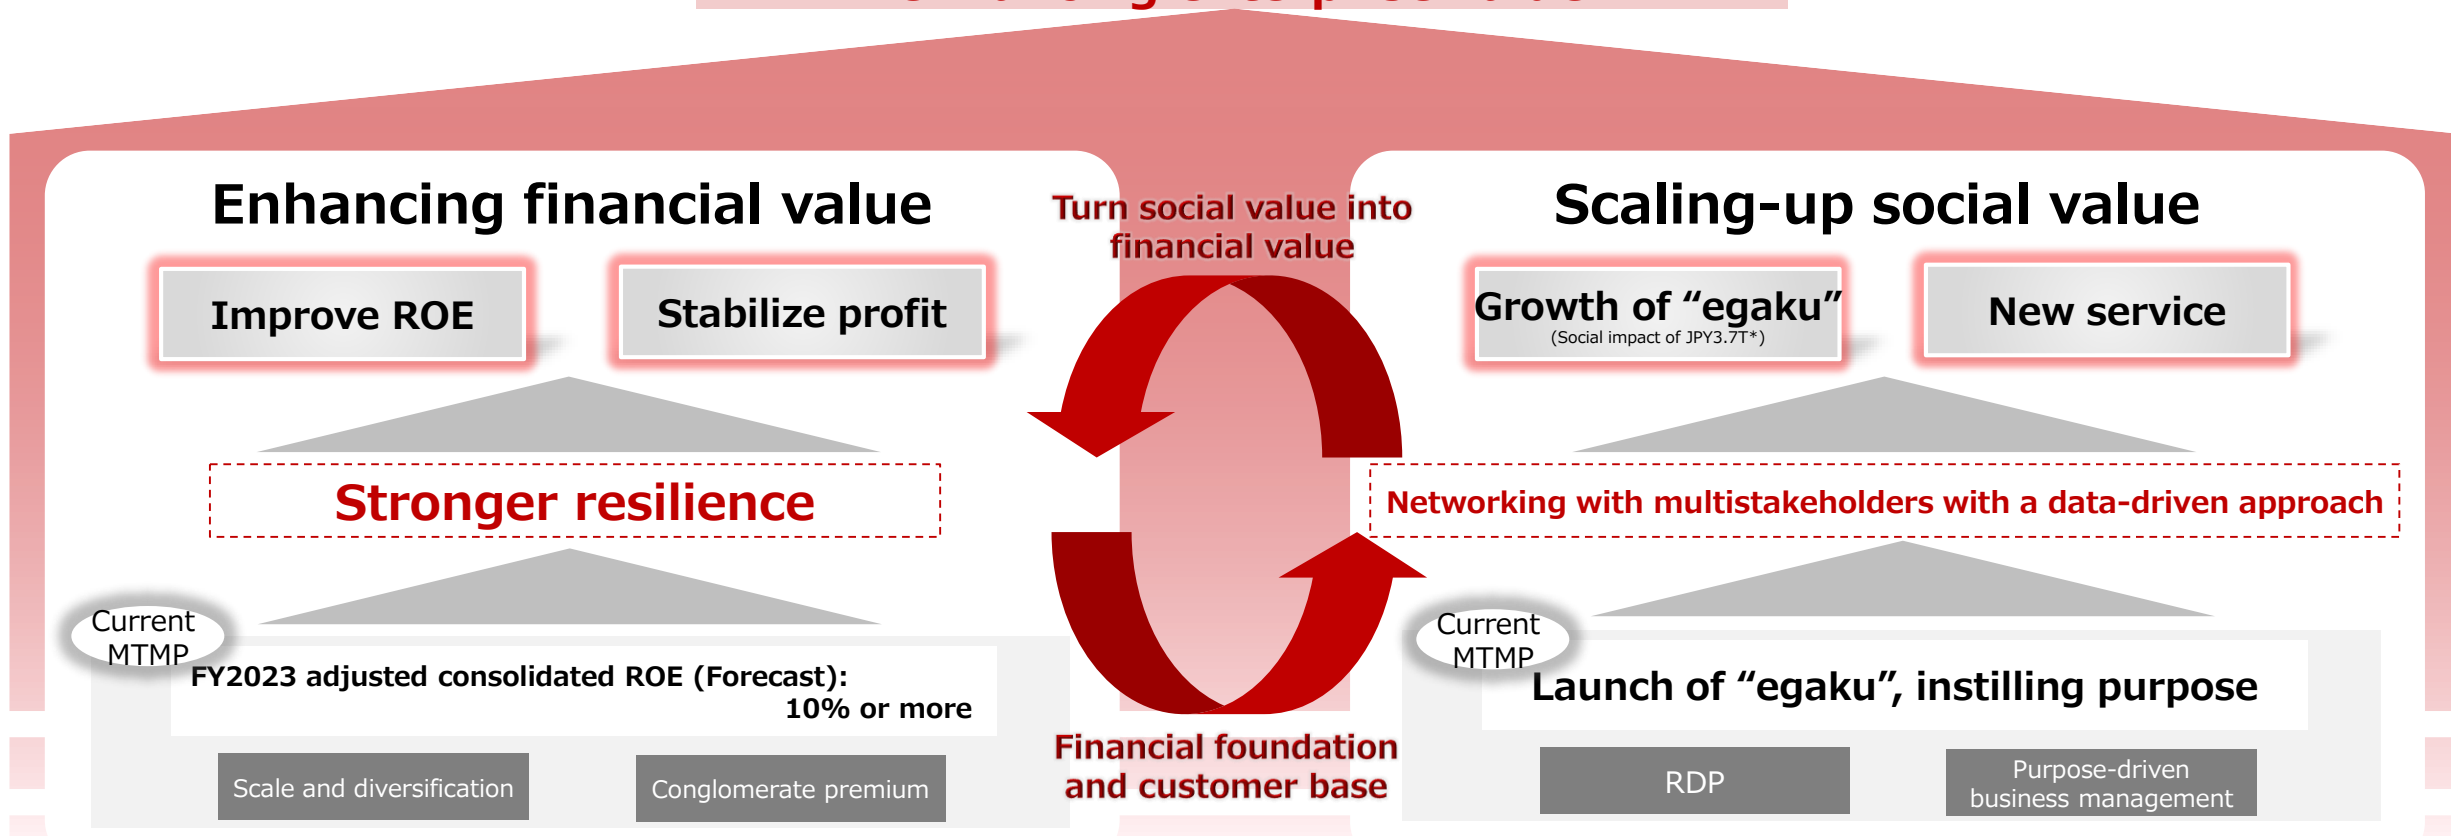 Enhancing financial value
Improve ROE
Stabilize profit
Stronger resilience
Current
MTMP
FY2023 adjusted consolidated ROE (Forecast):
10% or more
Scale and diversification
Conglomerate premium
Turn social value into
financial value
Financial foundation
and customer base
Scaling-up social value
Growth of “egaku”
(Social impact of JPY3.7T*)
New service
Networking with multistakeholders with a data-driven approach
Current
MTMP
Launch of “egaku”, instilling purpose
RDP
Purpose-driven
business management